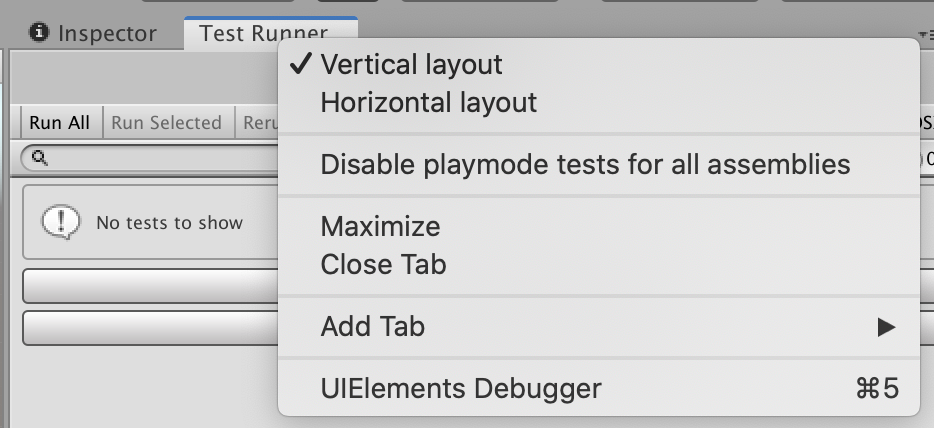 Inspector
Test Runner
Vertical layout
Horizontal layout
Run All
Run Selected
Disable playmode tests for all assemblies
No tests to show
Maximize
Close Tab
Add Tab
UIElements Debugger ⌘5